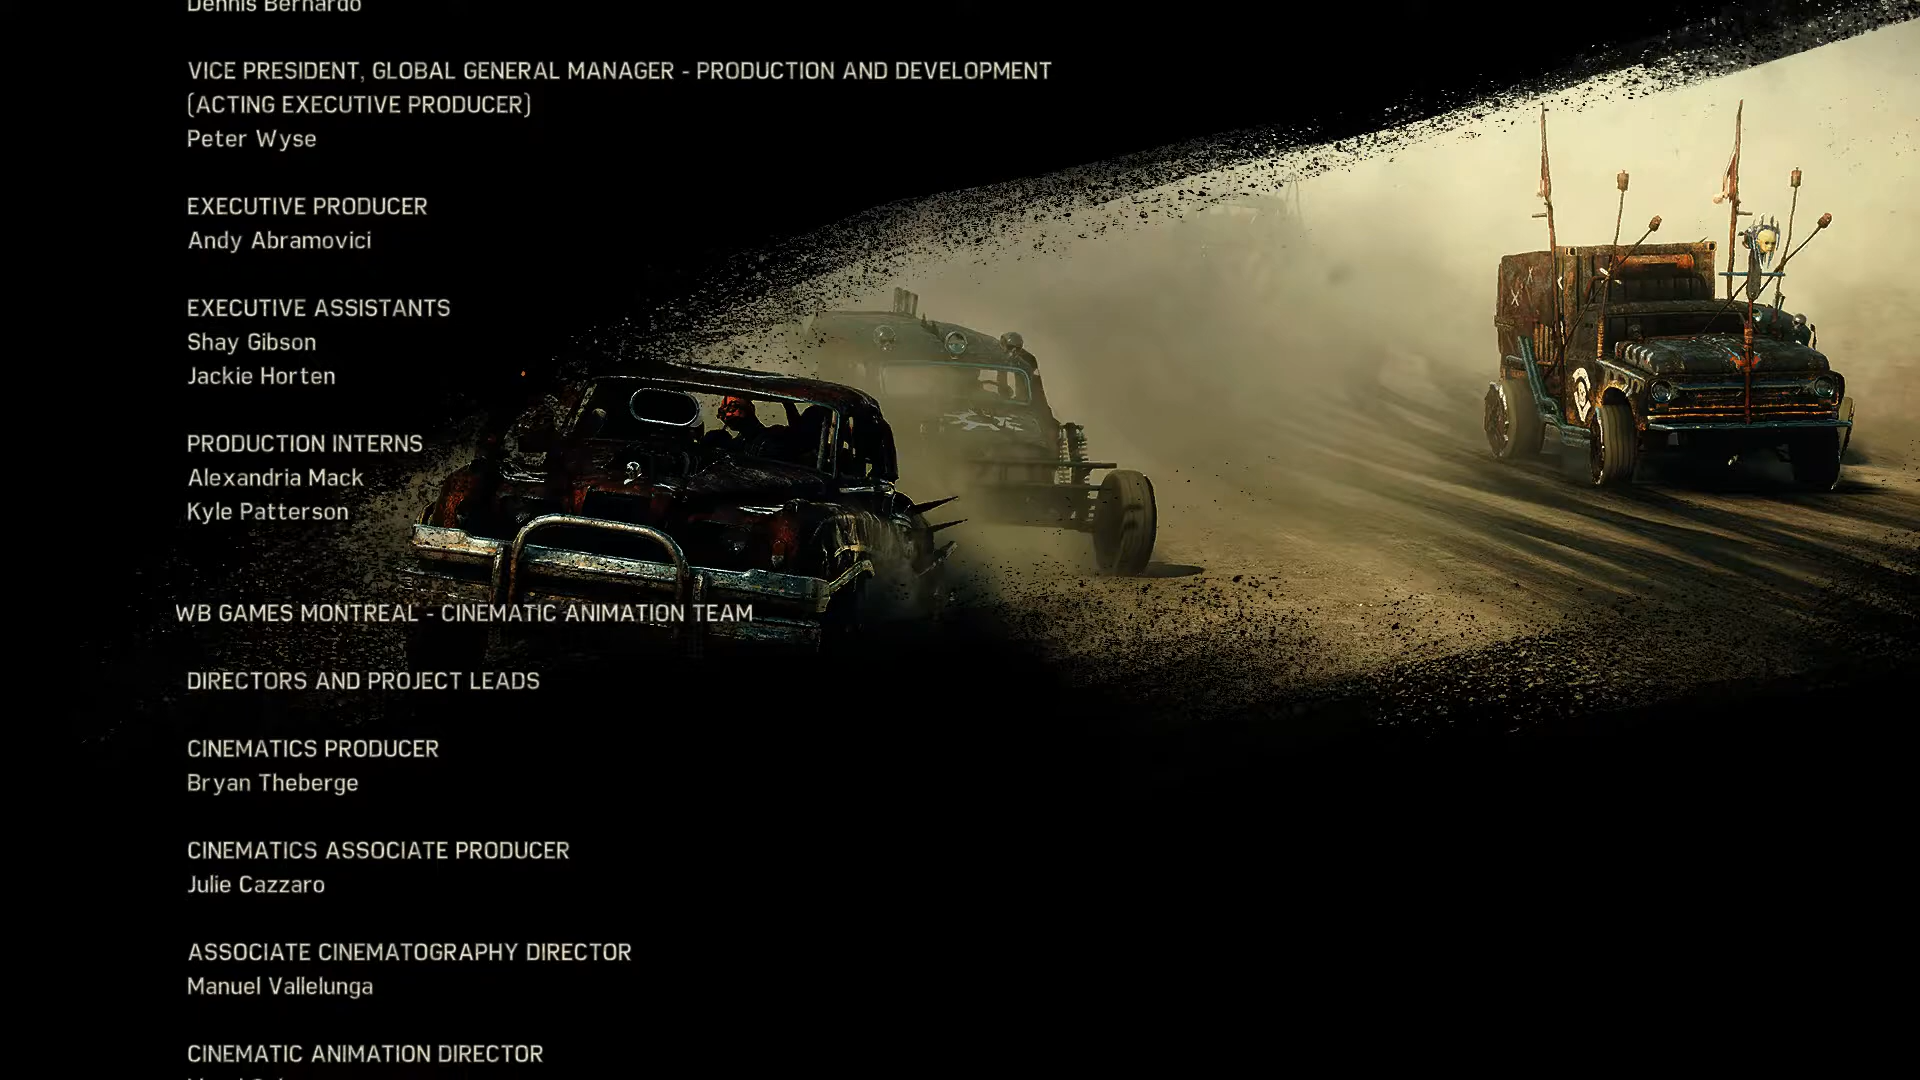 Dennis Bernardo
VICE PRESIDENT, GLOBAL GENERAL MANAGER - PRODUCTION AND DEVELOPMENT
(ACTING EXECUTIVE PRODUCER)
Peter Wyse
EXECUTIVE PRODUCER
Andy Abramovici
EXECUTIVE ASSISTANTS
Shay Gibson
Jackie Horten
PRODUCTION INTERNS
Alexandria Mack
Kyle Patterson
WB GAMES MONTREAL - CINEMATIC ANIMATION TEAM
DIRECTORS AND PROJECT LEADS
CINEMATICS PRODUCER
Bryan Theberge
CINEMATICS ASSOCIATE PRODUCER
Julie Cazzaro
ASSOCIATE CINEMATOGRAPHY DIRECTOR
Manuel Vallelunga
CINEMATIC ANIMATION DIRECTOR